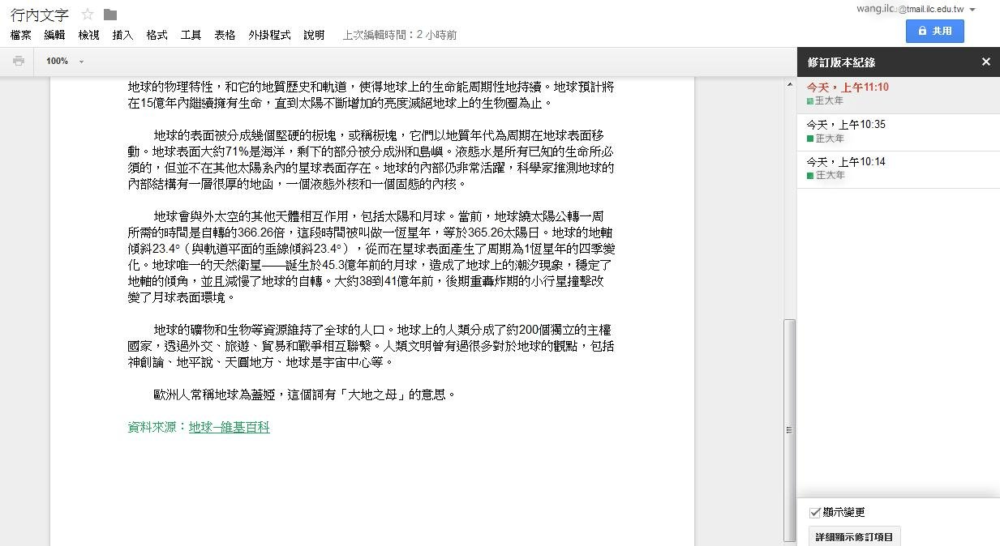 行內文字
wang.ilc @tmail.ilc.edu.tw
檔案 編輯 檢視 插入 格式 工具 表格 外掛程式 說明 上次編輯時間：2 小時前
共用
100%
修訂版本紀錄
今天，上午11:10
王大年
今天，上午10:35
王大年
今天，上午10:14
王大年
地球的物理特性，和它的地質歷史和軌道，使得地球上的生命能周期性地持續。地球預計將
在15億年內繼續擁有生命，直到太陽不斷增加的亮度滅絕地球上的生物圈為止。
地球的表面被分成幾個堅硬的板塊，或稱板塊，它們以地質年代為周期在地球表面移
動。地球表面大約71%是海洋，剩下的部分被分成洲和島嶼。液態水是所有已知的生命所必
須的，但並不在其他太陽系內的星球表面存在。地球的內部仍非常活躍，科學家推測地球的
內部結構有一層很厚的地函，一個液態外核和一個固態的內核。
地球會與外太空的其他天體相互作用，包括太陽和月球。當前，地球繞太陽公轉一周
所需的時間是自轉的366.26倍，這段時間被叫做一恆星年，等於365.26太陽日。地球的地軸
傾斜23.4°（與軌道平面的垂線傾斜23.4°），從而在星球表面產生了周期為1恆星年的四季變
化。地球唯一的天然衛星——誕生於45.3億年前的月球，造成了地球上的潮汐現象，穩定了
地軸的傾角，並且減慢了地球的自轉。大約38到41億年前，後期重轟炸期的小行星撞擊改
變了月球表面環境。
地球的礦物和生物等資源維持了全球的人口。地球上的人類分成了約200個獨立的主權
國家，透過外交、旅遊、貿易和戰爭相互聯繫。人類文明曾有過很多對於地球的觀點，包括
神創論、地平說、天圓地方、地球是宇宙中心等。
歐洲人常稱地球為蓋婭，這個詞有「大地之母」的意思。
資料來源：地球─維基百科
顯示變更
詳細顯示修訂項目